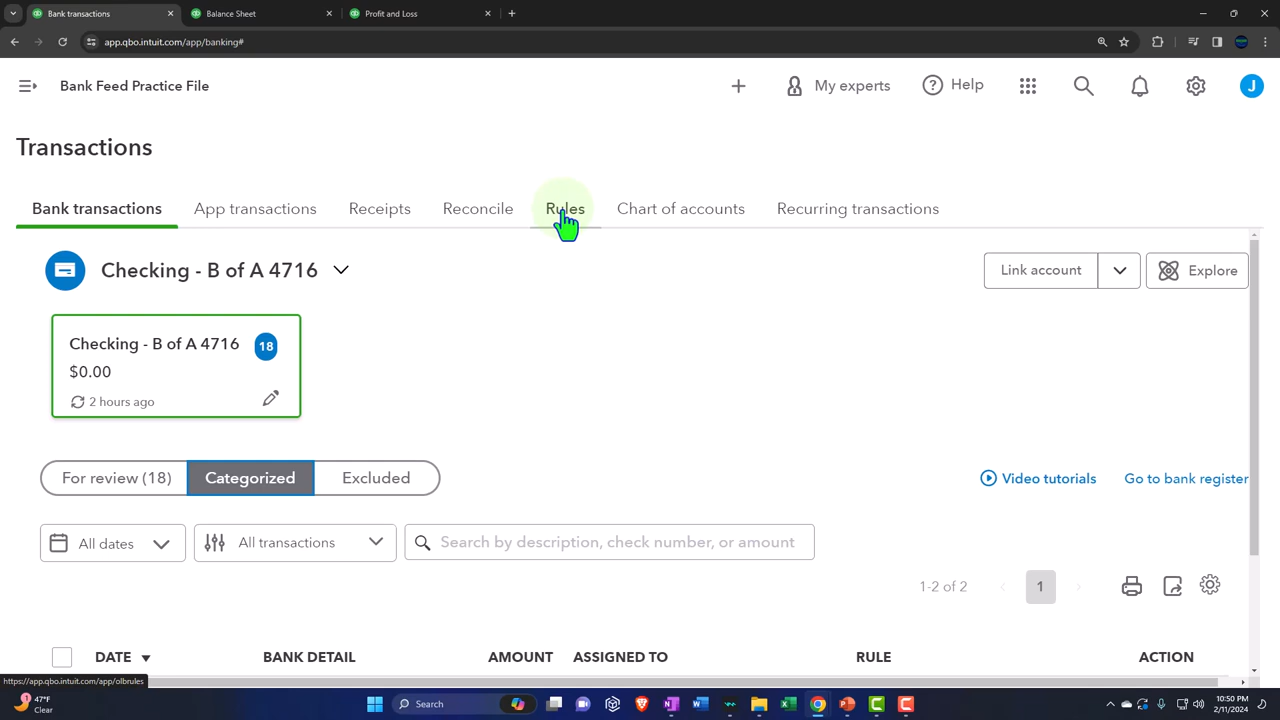 Bank transactions
Balance Sheet
Profit and Loss
app.qbo.intuit.com/app/banking#
Bank Feed Practice File
My experts
Help
J
Transactions
Bank transactions
App transactions
Receipts
Reconcile
Rules
Chart of accounts
Recurring transactions
Checking - B of A 4716
Link account
Explore
Checking - B of A 4716
18
$0.00
2 hours ago
For review (18)
Categorized
Excluded
Video tutorials
Go to bank register
All dates
All transactions
Search by description, check number, or amount
1-2 of 2
1
DATE
BANK DETAIL
AMOUNT
ASSIGNED TO
RULE
ACTION
https://app.qbo.intuit.com/app/olbrules
47°F
Clear
Search
10:50 PM
2/11/2024